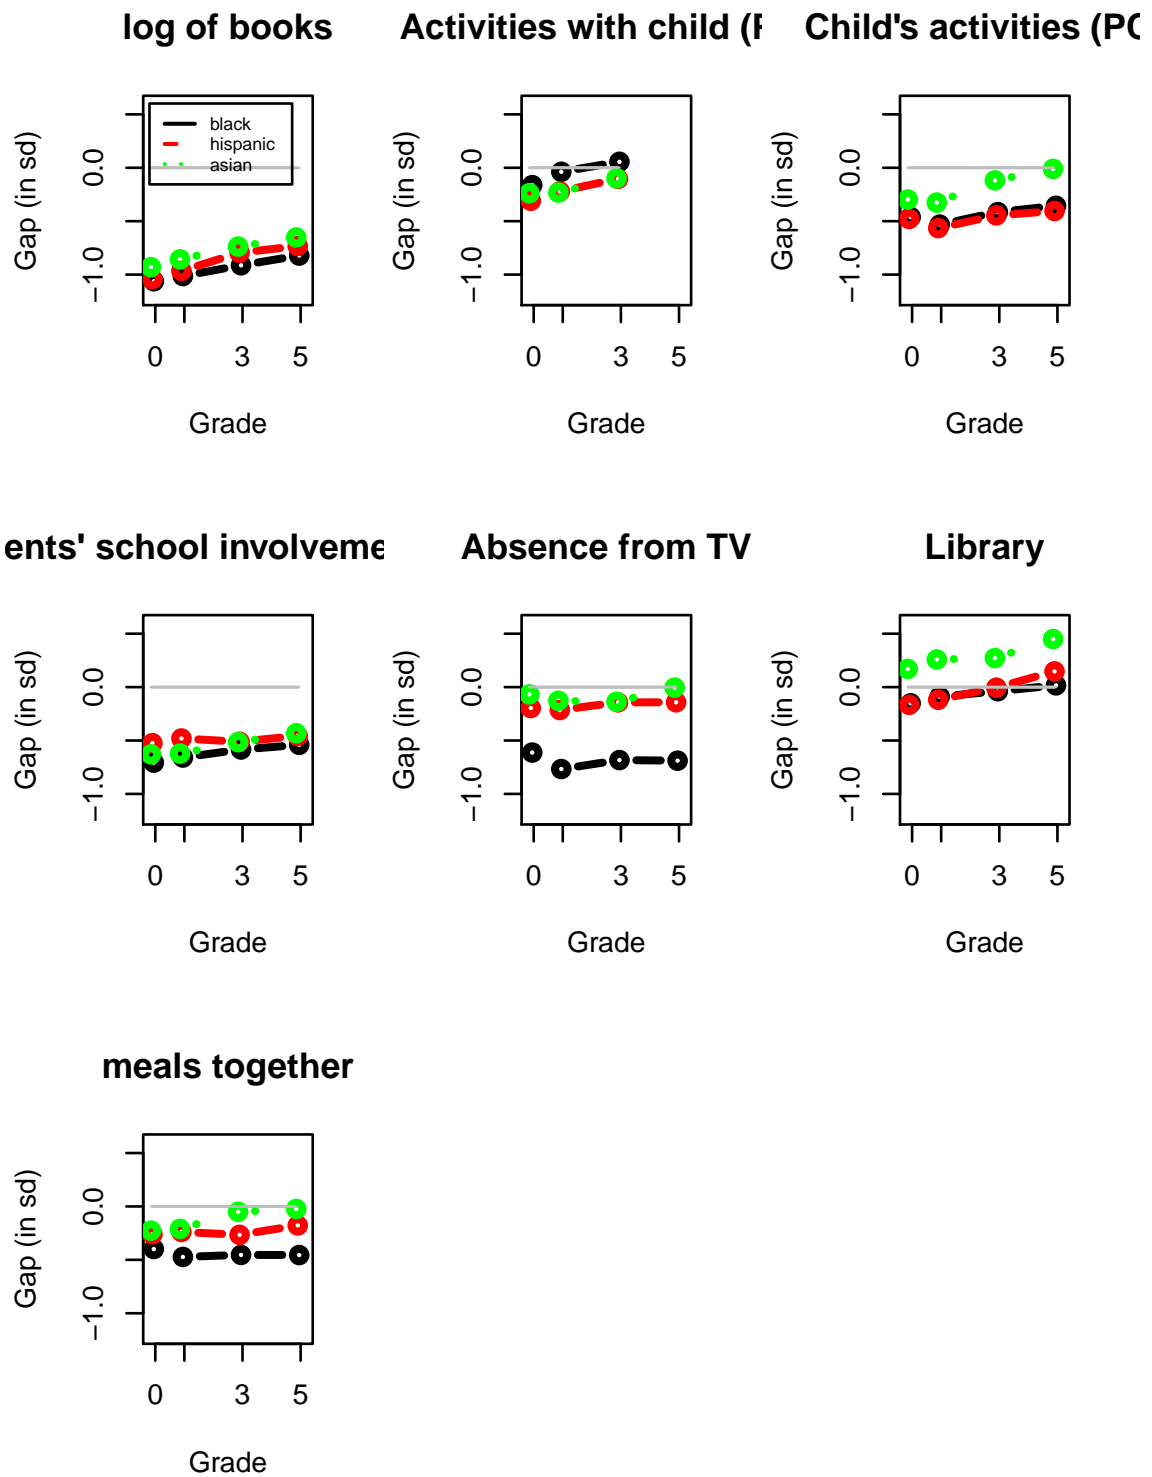 log of books
Gap (in sd)
0.0
−1.0
black
hispanic
asian
0 3 5
Grade
Activities with child (P
Gap (in sd)
0.0
−1.0
0 3 5
Grade
Child's activities (PC
Gap (in sd)
0.0
−1.0
0 3 5
Grade
ents' school involveme
Gap (in sd)
0.0
−1.0
0 3 5
Grade
Absence from TV
Gap (in sd)
0.0
−1.0
0 3 5
Grade
Library
Gap (in sd)
0.0
−1.0
0 3 5
Grade
meals together
Gap (in sd)
0.0
−1.0
0 3 5
Grade